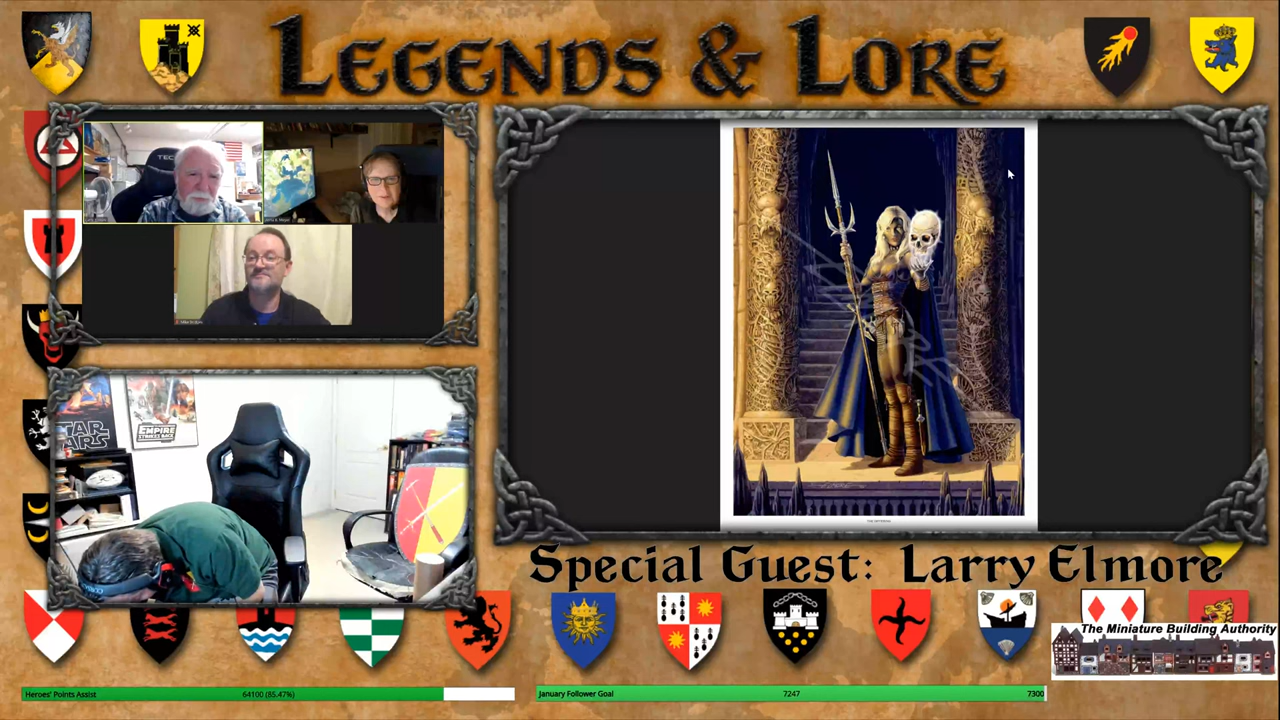 LEGENDS & LORE
TEC
STAR
WARS
EMPIRE
STRIKES BACK
Special Guest: Larry Elmore
The Miniature Building Authority
Heroes' Points Assist
64100 (85.47%)
January Follower Goal
7247
7300